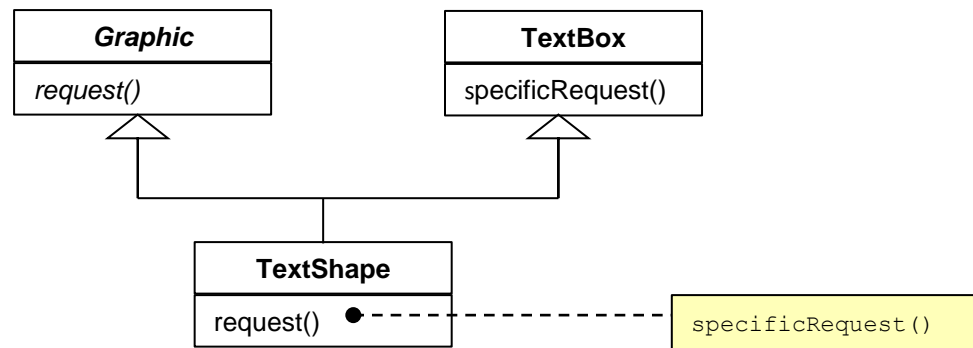 Graphic
request()
TextBox
specificRequest()
TextShape
request()
specificRequest()